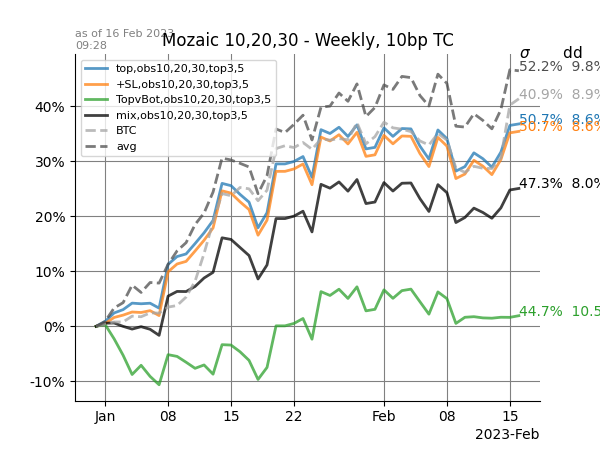 as of 16 Feb 2023
09:28
Mozaic 10,20,30 - Weekly, 10bp TC
σ dd
top,obs10,20,30,top3,5
+SL,obs10,20,30,top3,5
TopvBot,obs10,20,30,top3,5
mix,obs10,20,30,top3,5
BTC
avg
52.2% 9.8%
40.9% 8.9%
50.7% 8.6%
50.7% 8.6%
47.3% 8.0%
44.7% 10.5
40%
30%
20%
10%
0%
-10%
Jan 08 15 22 Feb 08 15
2023-Feb